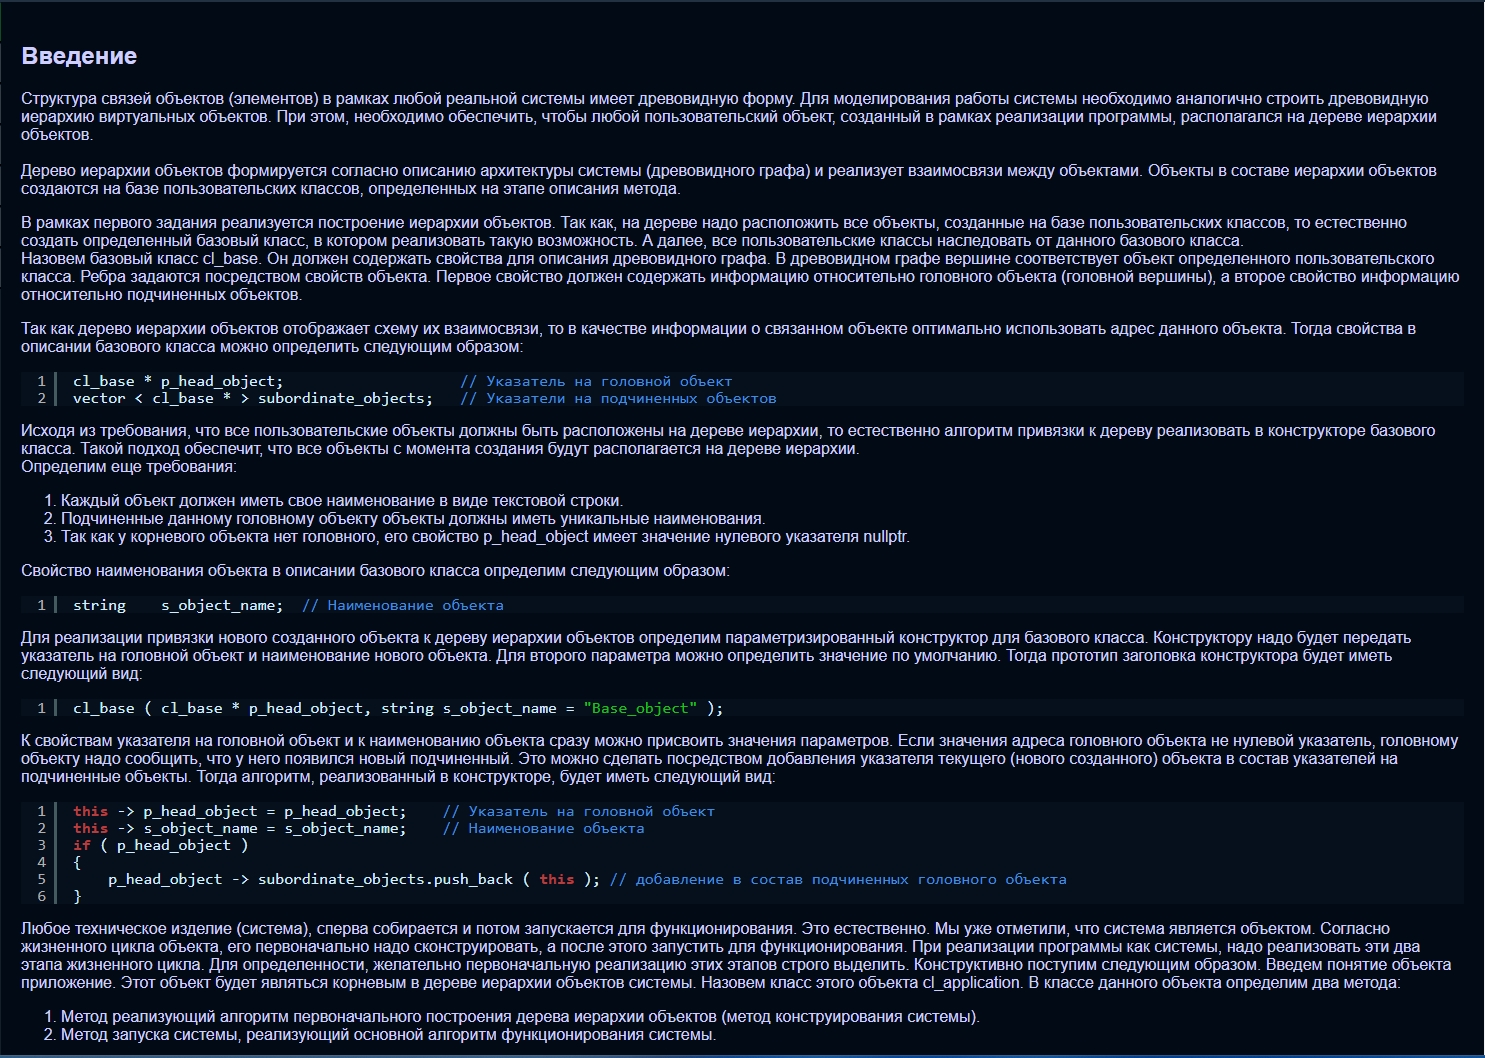 Введение
Структура связей объектов (элементов) в рамках любой реальной системы имеет древовидную форму. Для моделирования работы системы необходимо аналогично строить древовидную
иерархию виртуальных объектов. При этом, необходимо обеспечить, чтобы любой пользовательский объект, созданный в рамках реализации программы, располагался на дереве иерархии
объектов.
Дерево иерархии объектов формируется согласно описанию архитектуры системы (древовидного графа) и реализует взаимосвязи между объектами. Объекты в составе иерархии объектов
создаются на базе пользовательских классов, определенных на этапе описания метода.
В рамках первого задания реализуется построение иерархии объектов. Так как, на дереве надо расположить все объекты, созданные на базе пользовательских классов, то естественно
создать определенный базовый класс, в котором реализовать такую возможность. А далее, все пользовательские классы наследовать от данного базового класса.
Назовем базовый класс cl_base. Он должен содержать свойства для описания древовидного графа. В древовидном графе вершине соответствует объект определенного пользовательского
класса. Ребра задаются посредством свойств объекта. Первое свойство должен содержать информацию относительно головного объекта (головной вершины), а второе свойство информацию
относительно подчиненных объектов.
Так как дерево иерархии объектов отображает схему их взаимосвязи, то в качестве информации о связанном объекте оптимально использовать адрес данного объекта. Тогда свойства в
описании базового класса можно определить следующим образом:
1 cl_base * p_head_object; // Указатель на головной объект
2 vector < cl_base * > subordinate_objects; // Указатели на подчиненных объектов
Исходя из требования, что все пользовательские объекты должны быть расположены на дереве иерархии, то естественно алгоритм привязки к дереву реализовать в конструкторе базового
класса. Такой подход обеспечит, что все объекты с момента создания будут располагается на дереве иерархии.
Определим еще требования:
1. Каждый объект должен иметь свое наименование в виде текстовой строки.
2. Подчиненные данному головному объекту объекты должны иметь уникальные наименования.
3. Так как у корневого объекта нет головного, его свойство p_head_object имеет значение нулевого указателя nullptr.
Свойство наименования объекта в описании базового класса определим следующим образом:
1 string s_object_name; // Наименование объекта
Для реализации привязки нового созданного объекта к дереву иерархии объектов определим параметризированный конструктор для базового класса. Конструктору надо будет передать
указатель на головной объект и наименование нового объекта. Для второго параметра можно определить значение по умолчанию. Тогда прототип заголовка конструктора будет иметь
следующий вид:
1 cl_base ( cl_base * p_head_object, string s_object_name = "Base_object" );
К свойствам указателя на головной объект и к наименованию объекта сразу можно присвоить значения параметров. Если значения адреса головного объекта не нулевой указатель, головному
объекту надо сообщить, что у него появился новый подчиненный. Это можно сделать посредством добавления указателя текущего (нового созданного) объекта в состав указателей на
подчиненные объекты. Тогда алгоритм, реализованный в конструкторе, будет иметь следующий вид:
1 this -> p_head_object = p_head_object; // Указатель на головной объект
2 this -> s_object_name = s_object_name; // Наименование объекта
3 if ( p_head_object )
4 {
5 p_head_object -> subordinate_objects.push_back ( this ); // добавление в состав подчиненных головного объекта
6 }
Любое техническое изделие (система), сперва собирается и потом запускается для функционирования. Это естественно. Мы уже отметили, что система является объектом. Согласно
жизненного цикла объекта, его первоначально надо сконструировать, а после этого запустить для функционирования. При реализации программы как системы, надо реализовать эти два
этапа жизненного цикла. Для определенности, желательно первоначальную реализацию этих этапов строго выделить. Конструктивно поступим следующим образом. Введем понятие объекта
приложение. Этот объект будет являться корневым в дереве иерархии объектов системы. Назовем класс этого объекта cl_application. В классе данного объекта определим два метода:
1. Метод реализующий алгоритм первоначального построения дерева иерархии объектов (метод конструирования системы).
2. Метод запуска системы, реализующий основной алгоритм функционирования системы.